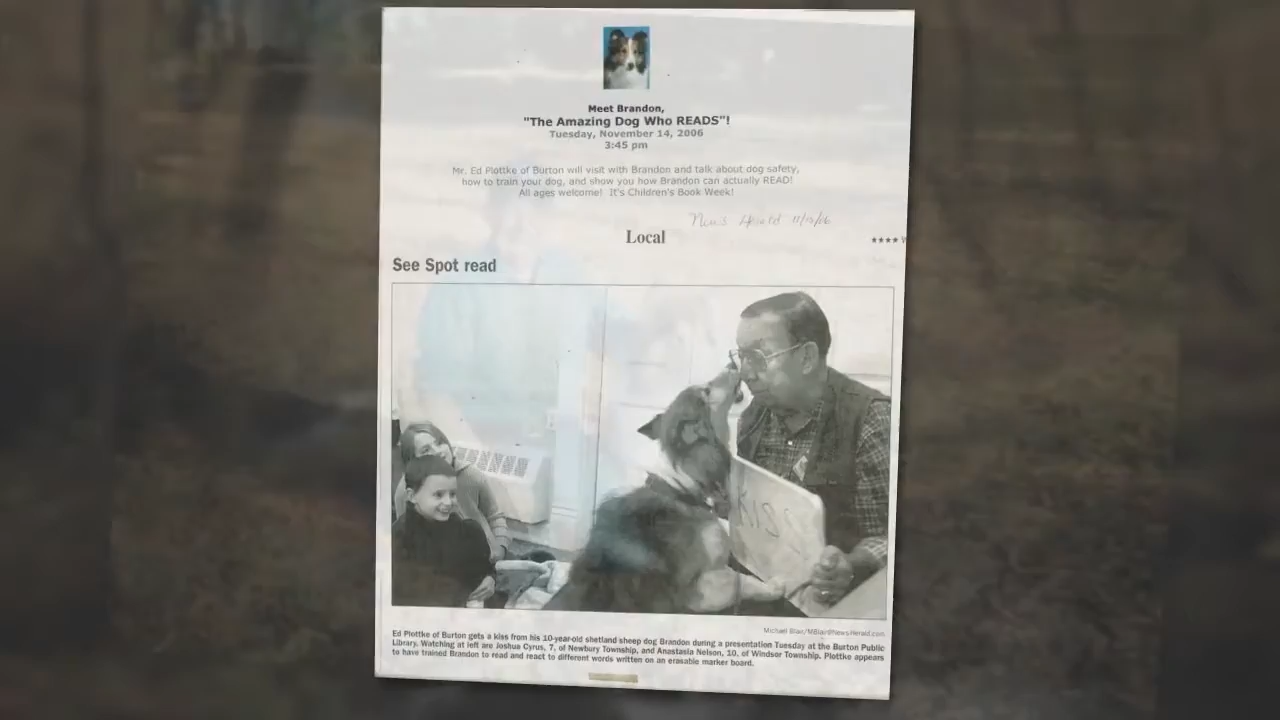 Meet Brandon,
"The Amazing Dog Who READS"!
Tuesday, November 14, 2006
3:45 pm
Mr. Ed Plottke of Burton will visit with Brandon and talk about dog safety,
how to train your dog, and show you how Brandon can actually READ!
All ages welcome! It's Children's Book Week!
News Herald 11/15/06
Local
★★★★
See Spot read
KISS
Michael Blair/MBlair@News-Herald.com
Ed Plottke of Burton gets a kiss from his 10-year-old shetland sheep dog Brandon during a presentation Tuesday at the Burton Public
Library. Watching at left are Joshua Cyrus, 7, of Newbury Township, and Anastasia Nelson, 10, of Windsor Township. Plottke appears
to have trained Brandon to read and react to different words written on an erasable marker board.